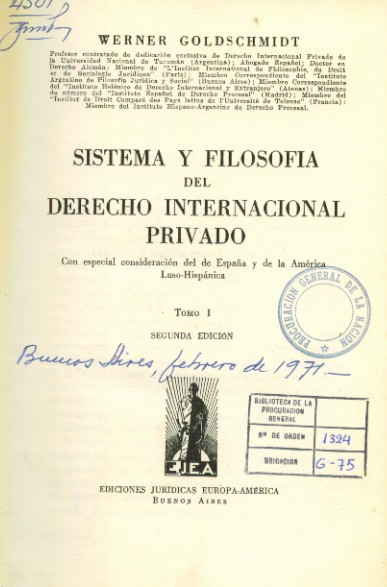 4501
WERNER GOLDSCHMIDT
Profesor contratado de dedicación exclusiva de Derecho Internacional Privado de
la Universidad Nacional de Tucumán (Argentina); Abogado Español; Doctor en
Derecho Alemán; Miembro de "L'Institut International de Philosophie, du Droit
et de Sociologie Juridique" (París); Miembro Correspondiente del "Instituto
Argentino de Filosofía Jurídica y Social" (Buenos Aires); Miembro Correspondiente
del "Instituto Helénico de Derecho Internacional y Extranjero" (Atenas); Miembro
de número del "Instituto Español de Derecho Procesal" (Madrid); Miembro del
"Institut de Droit Comparé des Pays latins de l'Université de Toulouse" (Francia);
Miembro del Instituto Hispano-Argentino de Derecho Procesal.
SISTEMA Y FILOSOFIA
DEL
DERECHO INTERNACIONAL
PRIVADO
Con especial consideración del de España y de la América
Luso-Hispánica
TOMO I
SEGUNDA EDICIÓN
PROCURACION GENERAL DE LA NACION
Buenos Aires, febrero de 1971.—
BIBLIOTECA DE LA
PROCURACION
GENERAL
Nº DE ORDEN 1324
UBICACION G-75
EJEA
EDICIONES JURÍDICAS EUROPA-AMÉRICA
BUENOS AIRES